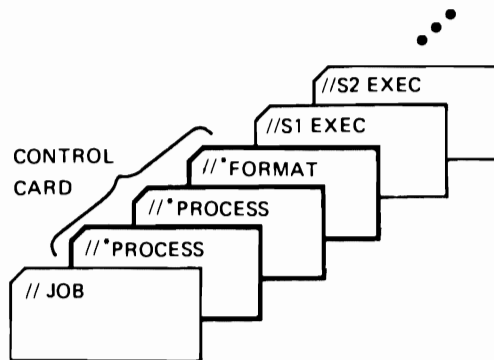 //S2 EXEC
//S1 EXEC
CONTROL
CARD
//*FORMAT
//*PROCESS
//*PROCESS
// JOB